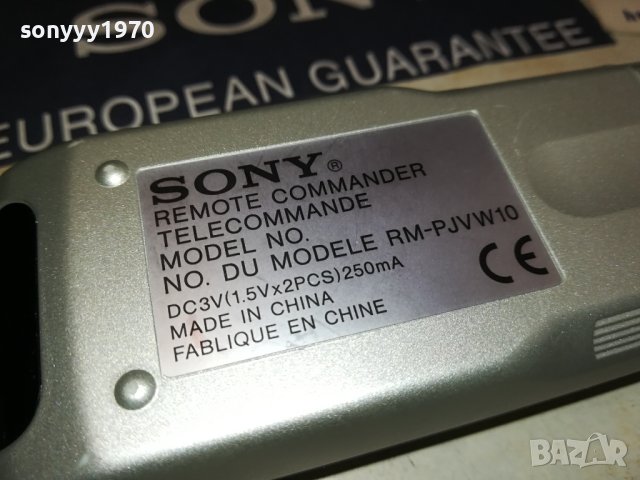 sonyyy1970
SONY
EUROPEAN GUARANTEE
SONY®
REMOTE COMMANDER
TELECOMMANDE
MODEL NO.
NO. DU MODELE RM-PJVW10
DC3V(1.5Vx2PCS)250mA
MADE IN CHINA
FABLIQUE EN CHINE
CE
BAZAR